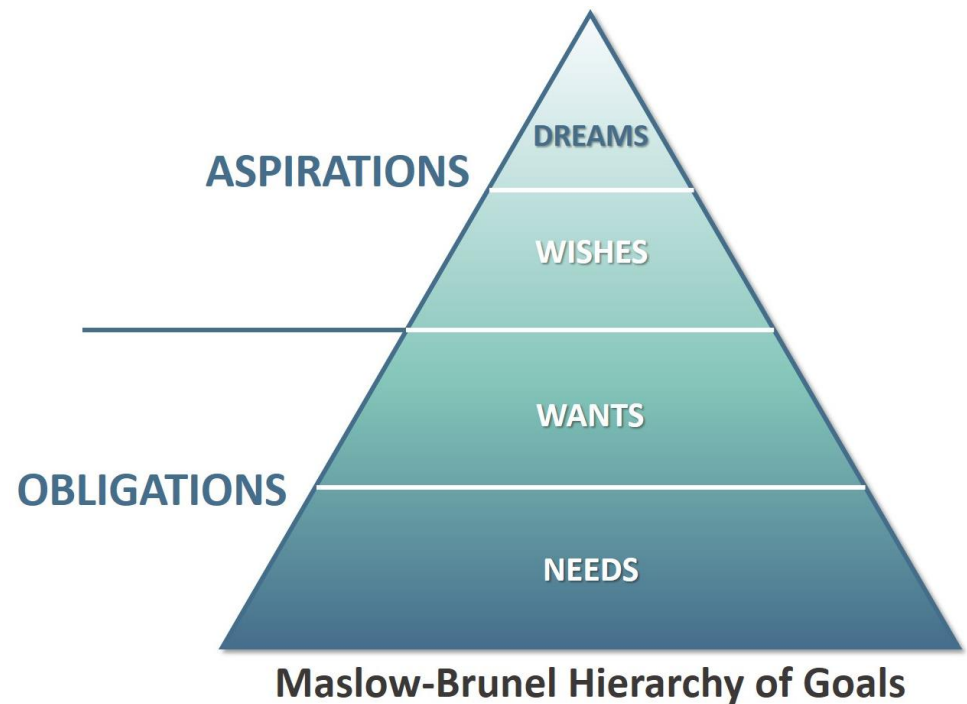 DREAMS
ASPIRATIONS
WISHES
WANTS
OBLIGATIONS
NEEDS
Maslow-Brunel Hierarchy of Goals